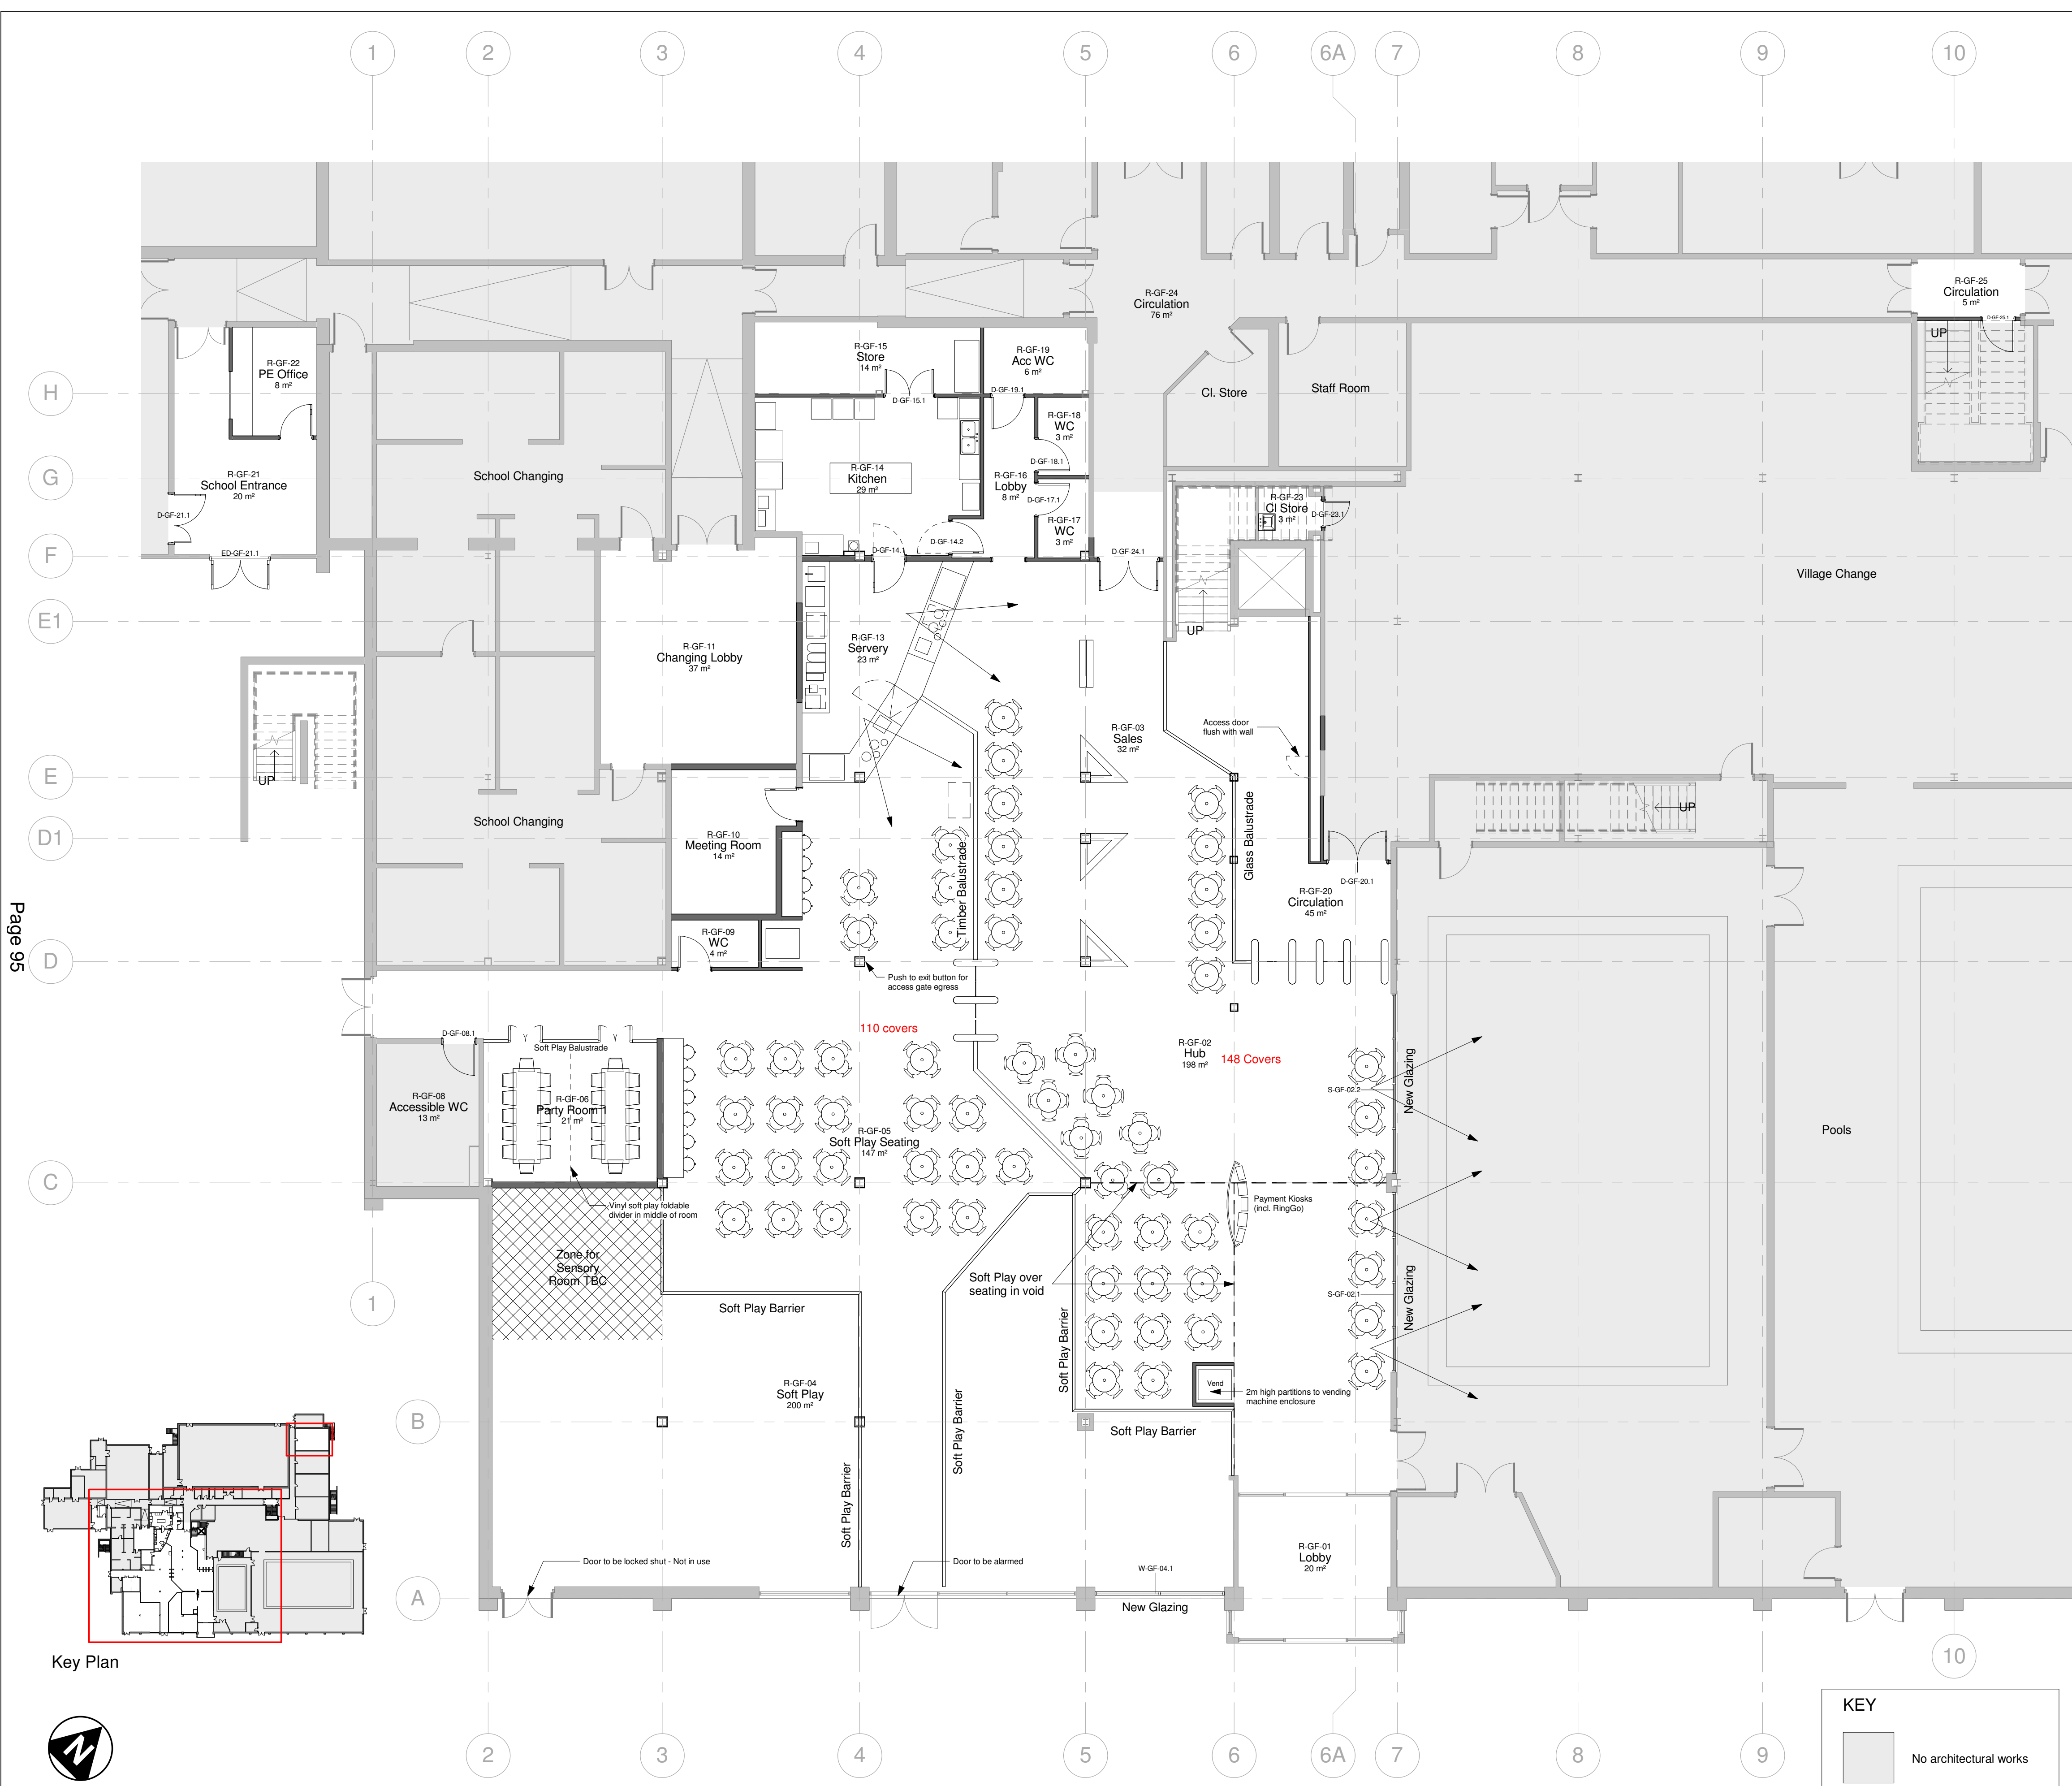 1
2
3
4
5
6
6A
7
8
9
10
H
G
F
E1
E
D1
D
C
B
A
Page 95
R-GF-24
Circulation
76 m²
R-GF-25
Circulation
5 m²
D-GF-25.1
UP
R-GF-22
PE Office
8 m²
R-GF-15
Store
14 m²
R-GF-19
Acc WC
6 m²
D-GF-15.1
D-GF-19.1
Cl. Store
Staff Room
R-GF-18
WC
3 m²
D-GF-18.1
R-GF-21
School Entrance
20 m²
D-GF-21.1
ED-GF-21.1
School Changing
R-GF-14
Kitchen
29 m²
R-GF-16
Lobby
8 m²
D-GF-17.1
R-GF-17
WC
3 m²
R-GF-23
Cl Store
3 m²
D-GF-23.1
D-GF-14.1
D-GF-14.2
D-GF-24.1
Village Change
UP
R-GF-13
Servery
23 m²
R-GF-11
Changing Lobby
37 m²
R-GF-03
Sales
32 m²
Access door
flush with wall
UP
UP
School Changing
R-GF-10
Meeting Room
14 m²
Timber Balustrade
Glass Balustrade
D-GF-20.1
R-GF-20
Circulation
45 m²
R-GF-09
WC
4 m²
Push to exit button for
access gate egress
110 covers
D-GF-08.1
Soft Play Balustrade
R-GF-02
Hub
198 m²
148 Covers
R-GF-08
Accessible WC
13 m²
R-GF-06
Party Room 1
21 m²
S-GF-02.2
New Glazing
R-GF-05
Soft Play Seating
147 m²
Pools
Vinyl soft play foldable
divider in middle of room
Payment Kiosks
(incl. RingGo)
Zone for
Sensory
Room TBC
Soft Play over
seating in void
S-GF-02.1
New Glazing
Soft Play Barrier
Soft Play Barrier
R-GF-04
Soft Play
200 m²
Vend
2m high partitions to vending
machine enclosure
Soft Play Barrier
Soft Play Barrier
Soft Play Barrier
Door to be locked shut - Not in use
Door to be alarmed
W-GF-04.1
New Glazing
R-GF-01
Lobby
20 m²
Key Plan
N
1
2
3
4
5
6
6A
7
8
9
10
KEY
No architectural works